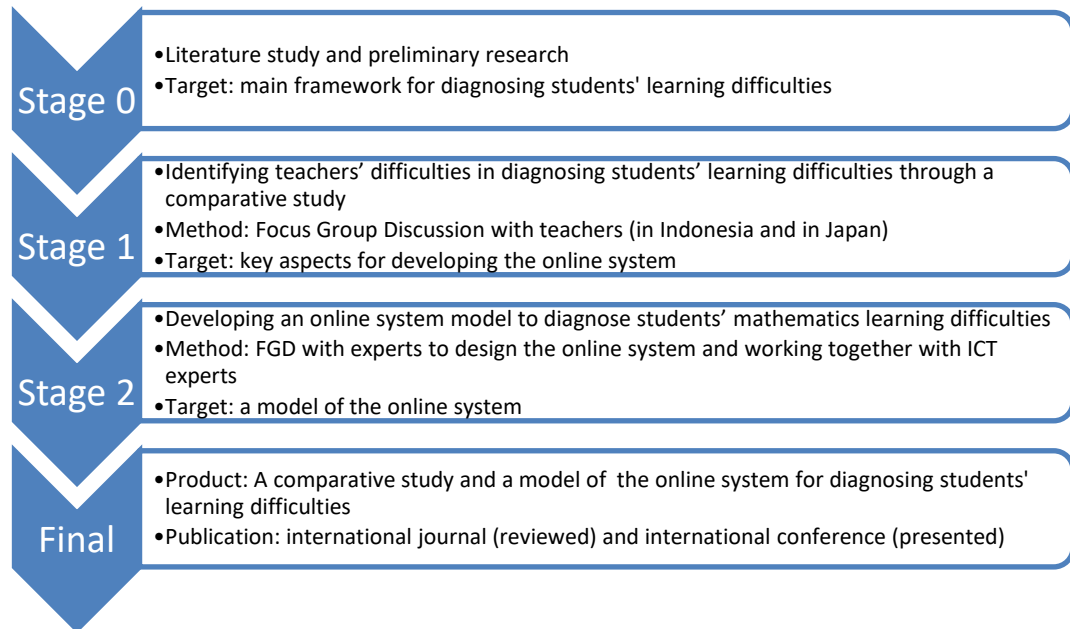 Stage 0
•Literature study and preliminary research
•Target: main framework for diagnosing students' learning difficulties
Stage 1
•Identifying teachers’ difficulties in diagnosing students’ learning difficulties through a
comparative study
•Method: Focus Group Discussion with teachers (in Indonesia and in Japan)
•Target: key aspects for developing the online system
Stage 2
•Developing an online system model to diagnose students’ mathematics learning difficulties
•Method: FGD with experts to design the online system and working together with ICT
experts
•Target: a model of the online system
Final
•Product: A comparative study and a model of the online system for diagnosing students'
learning difficulties
•Publication: international journal (reviewed) and international conference (presented)